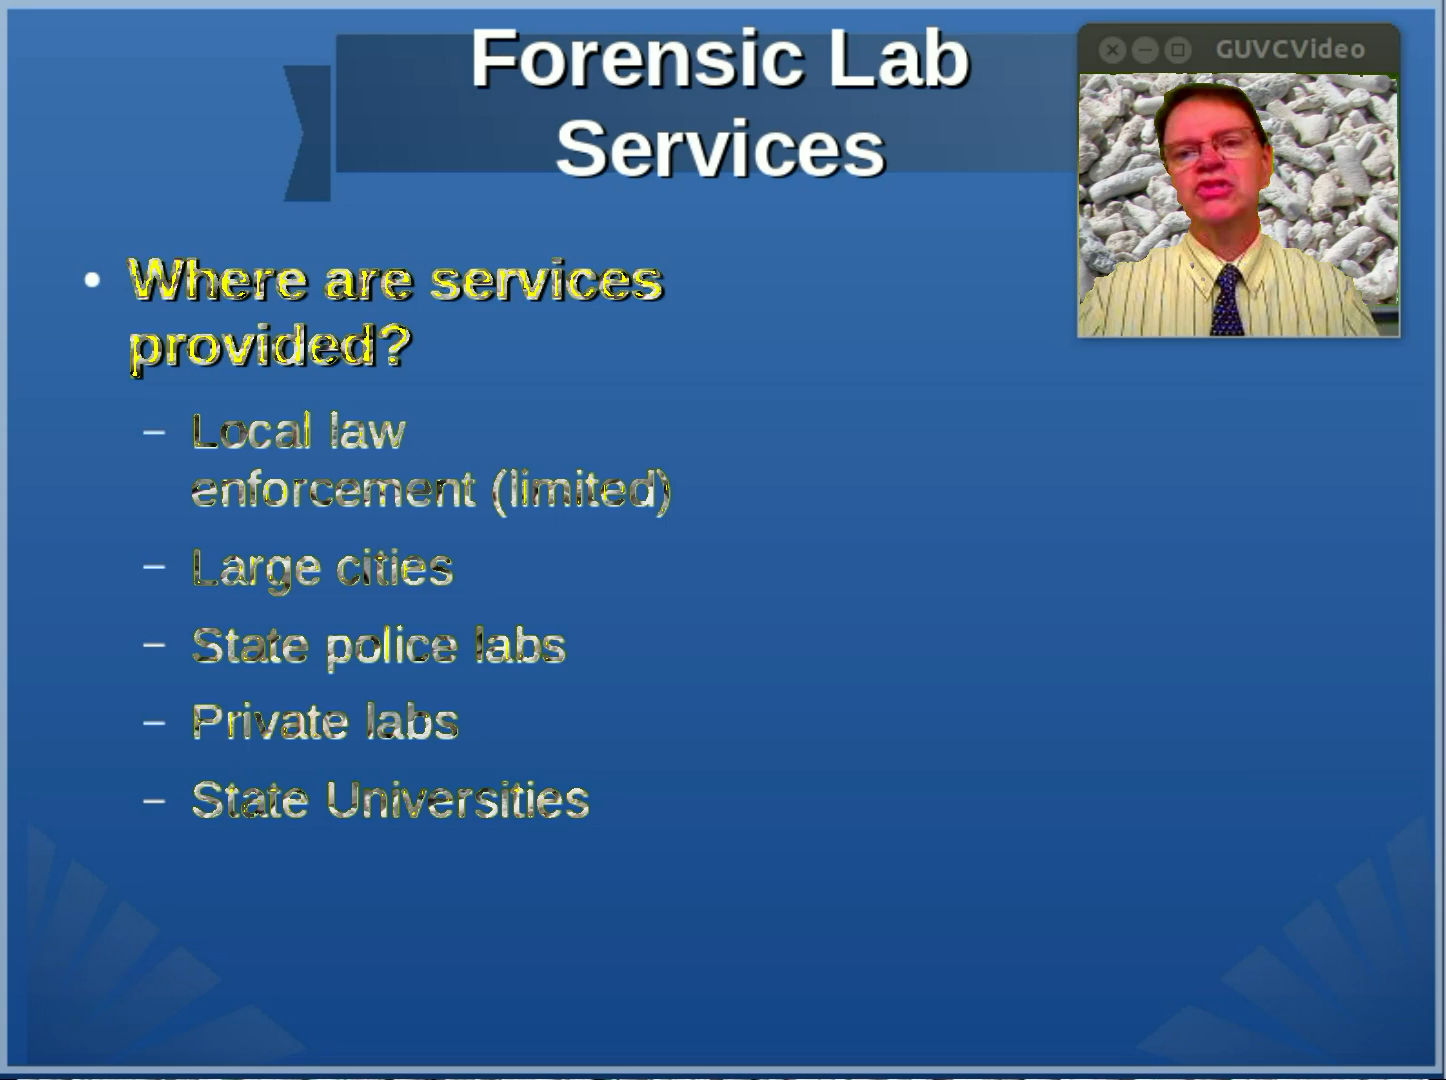 Forensic Lab
Services
GUVCVideo
• Where are services
provided?
– Local law
enforcement (limited)
– Large cities
– State police labs
– Private labs
– State Universities